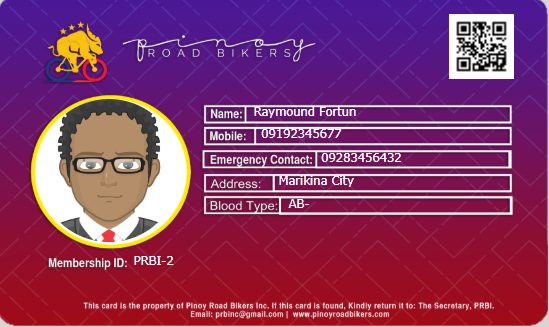 pinoy
ROAD BIKERS
Name: Raymound Fortun
Mobile: 09192345677
Emergency Contact: 09283456432
Address: Marikina City
Blood Type: AB-
Membership ID: PRBI-2
This card is the property of Pinoy Road Bikers Inc. If this card is found, Kindly return it to: The Secretary, PRBI.
Email: prbinc@gmail.com | www.pinoyroadbikers.com